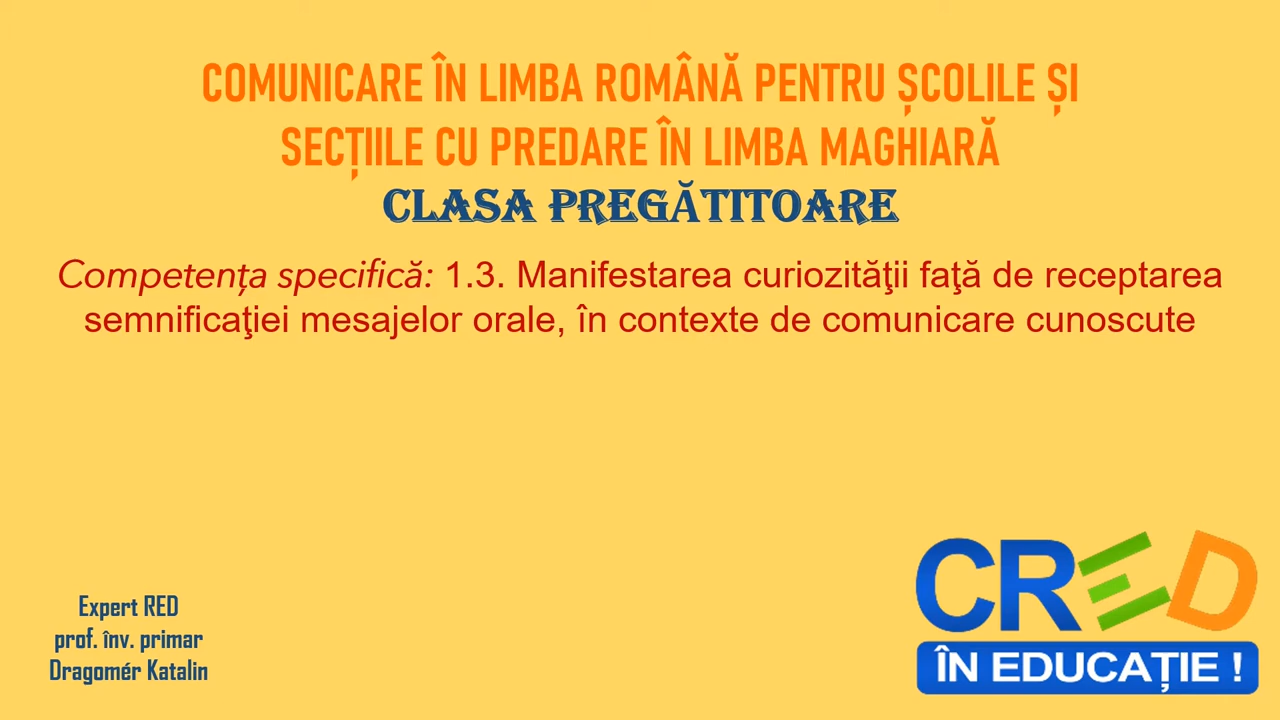 COMUNICARE ÎN LIMBA ROMÂNĂ PENTRU ȘCOLILE ȘI
SECȚIILE CU PREDARE ÎN LIMBA MAGHIARĂ
CLASA PREGĂTITOARE
Competența specifică: 1.3. Manifestarea curiozităţii faţă de receptarea
semnificaţiei mesajelor orale, în contexte de comunicare cunoscute
Expert RED
prof. înv. primar
Dragomér Katalin
CRED
ÎN EDUCAȚIE !